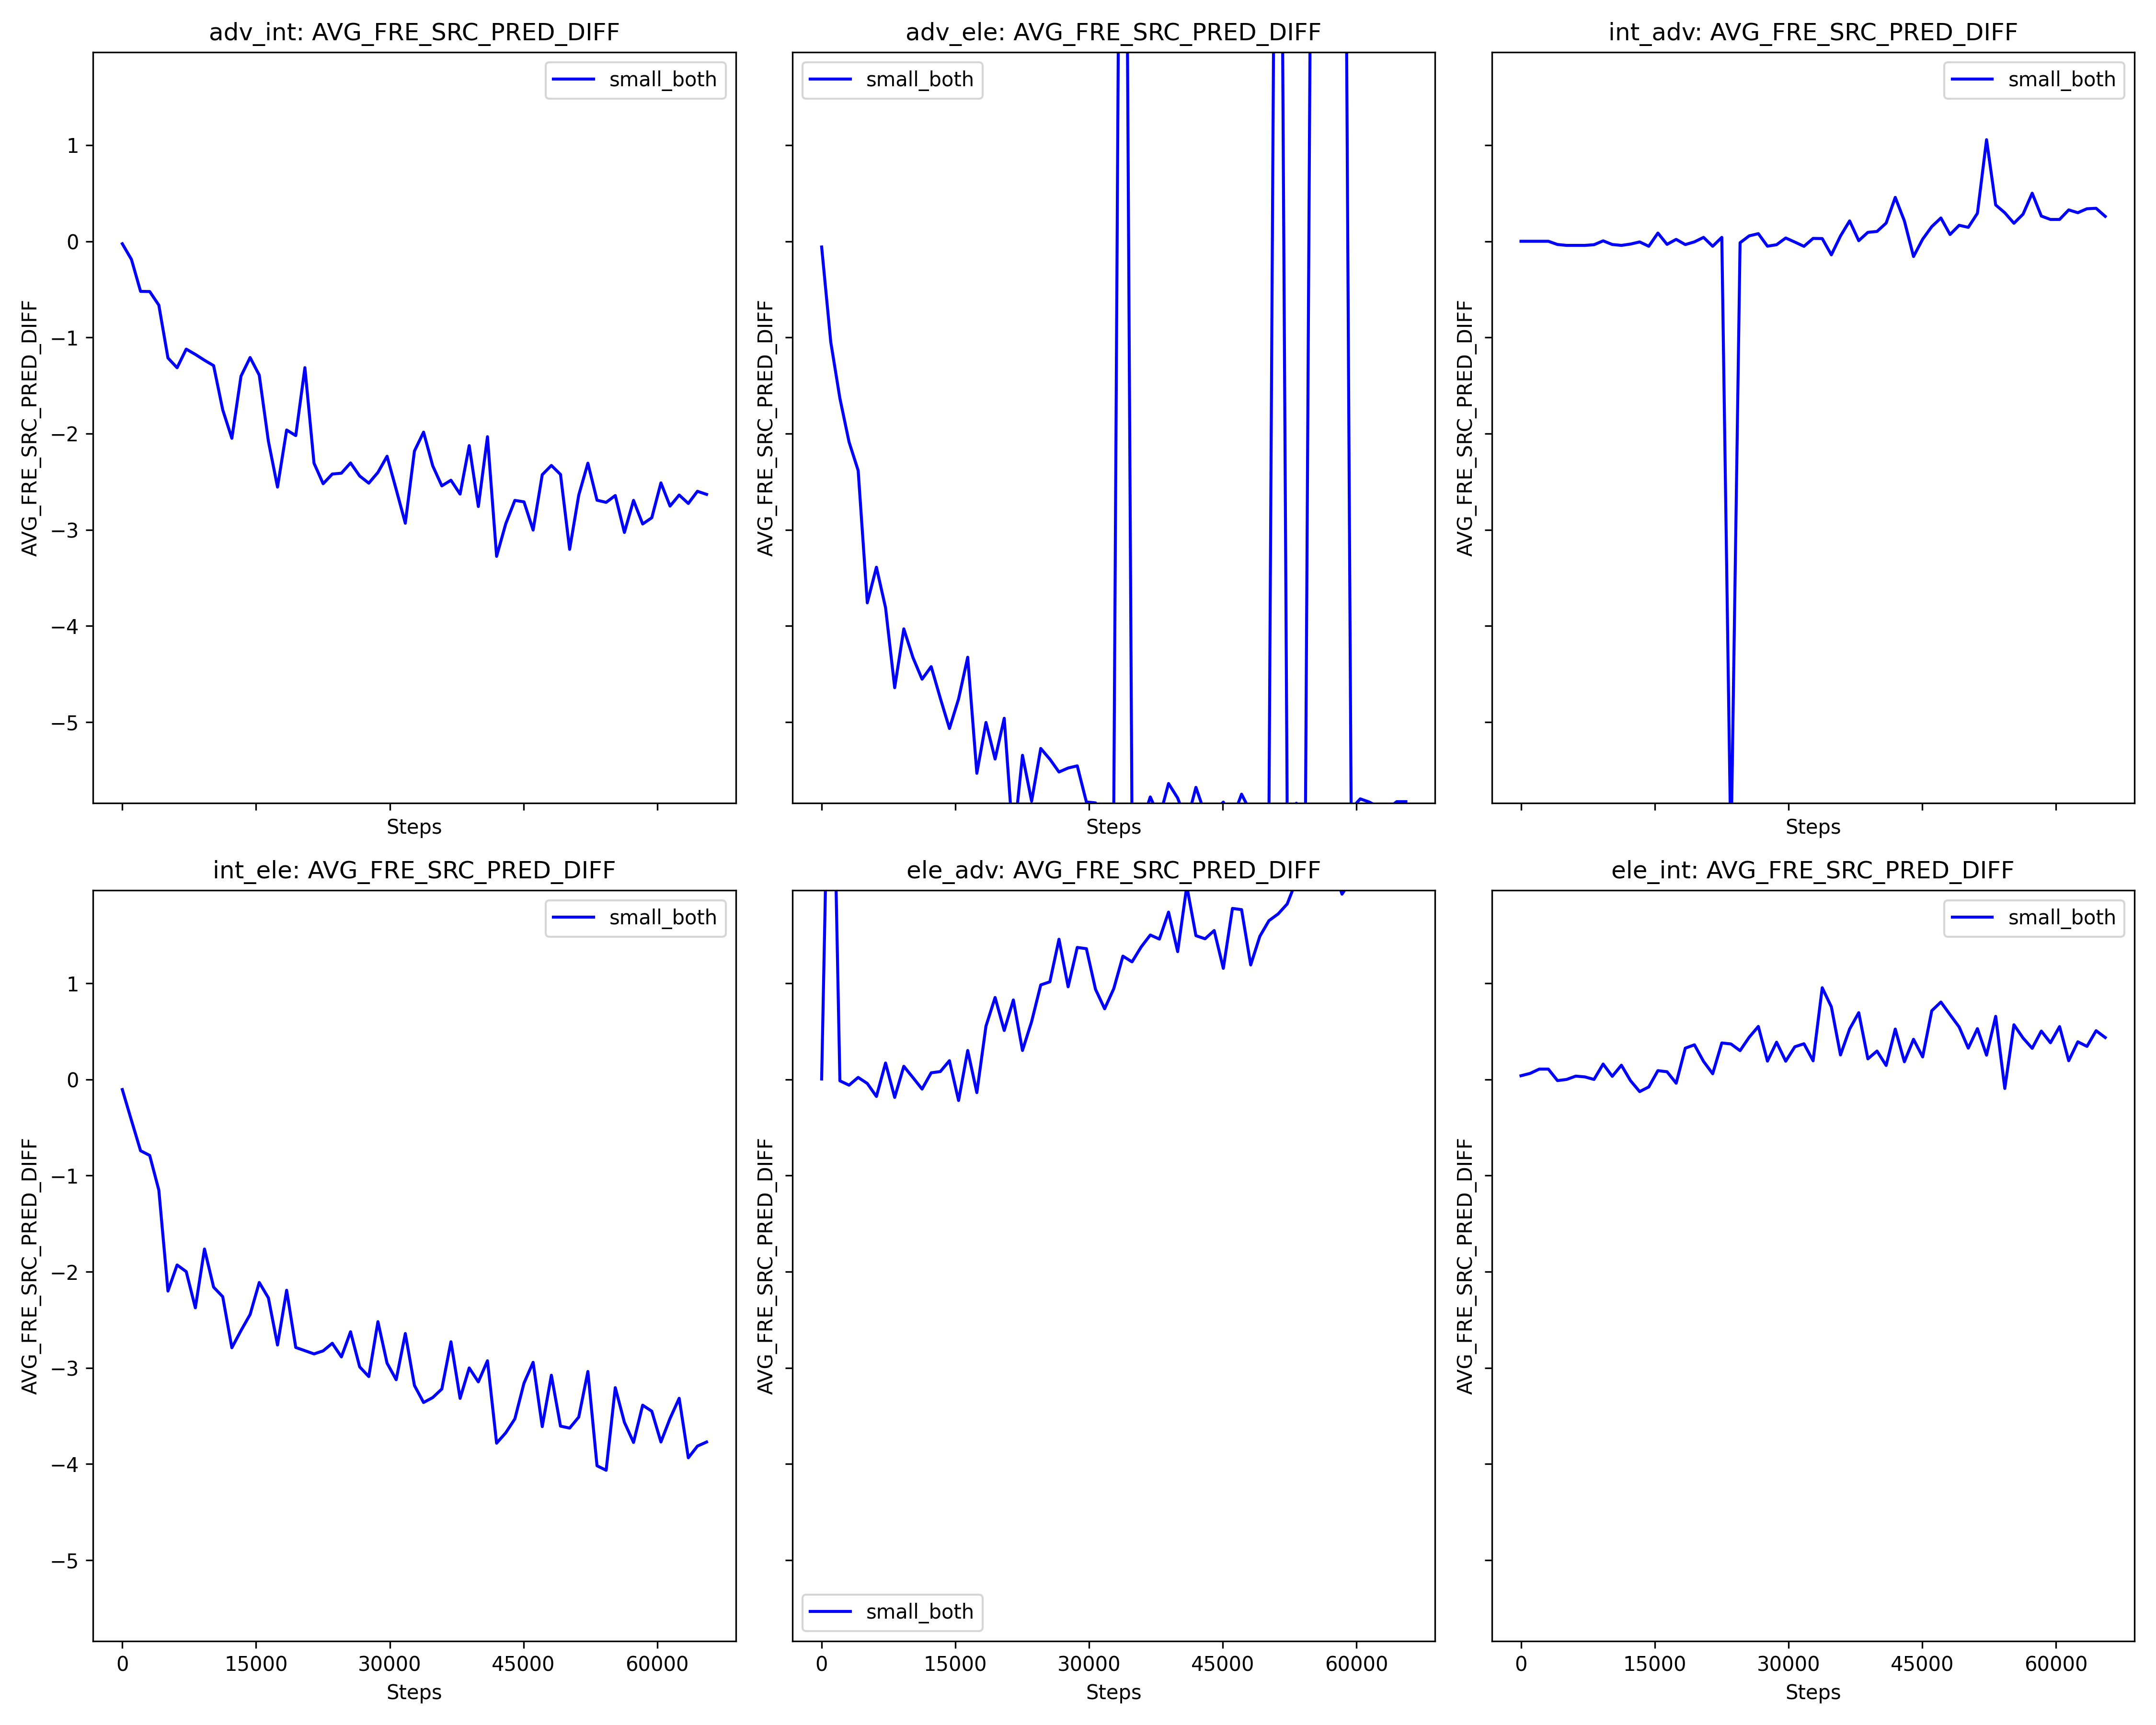 adv_int: AVG_FRE_SRC_PRED_DIFF
adv_ele: AVG_FRE_SRC_PRED_DIFF
int_adv: AVG_FRE_SRC_PRED_DIFF
small_both
small_both
small_both
1
0
−1
−2
−3
−4
−5
AVG_FRE_SRC_PRED_DIFF
AVG_FRE_SRC_PRED_DIFF
AVG_FRE_SRC_PRED_DIFF
Steps
Steps
Steps
int_ele: AVG_FRE_SRC_PRED_DIFF
ele_adv: AVG_FRE_SRC_PRED_DIFF
ele_int: AVG_FRE_SRC_PRED_DIFF
small_both
small_both
1
0
−1
−2
−3
−4
−5
AVG_FRE_SRC_PRED_DIFF
AVG_FRE_SRC_PRED_DIFF
AVG_FRE_SRC_PRED_DIFF
small_both
0 15000 30000 45000 60000
0 15000 30000 45000 60000
0 15000 30000 45000 60000
Steps
Steps
Steps